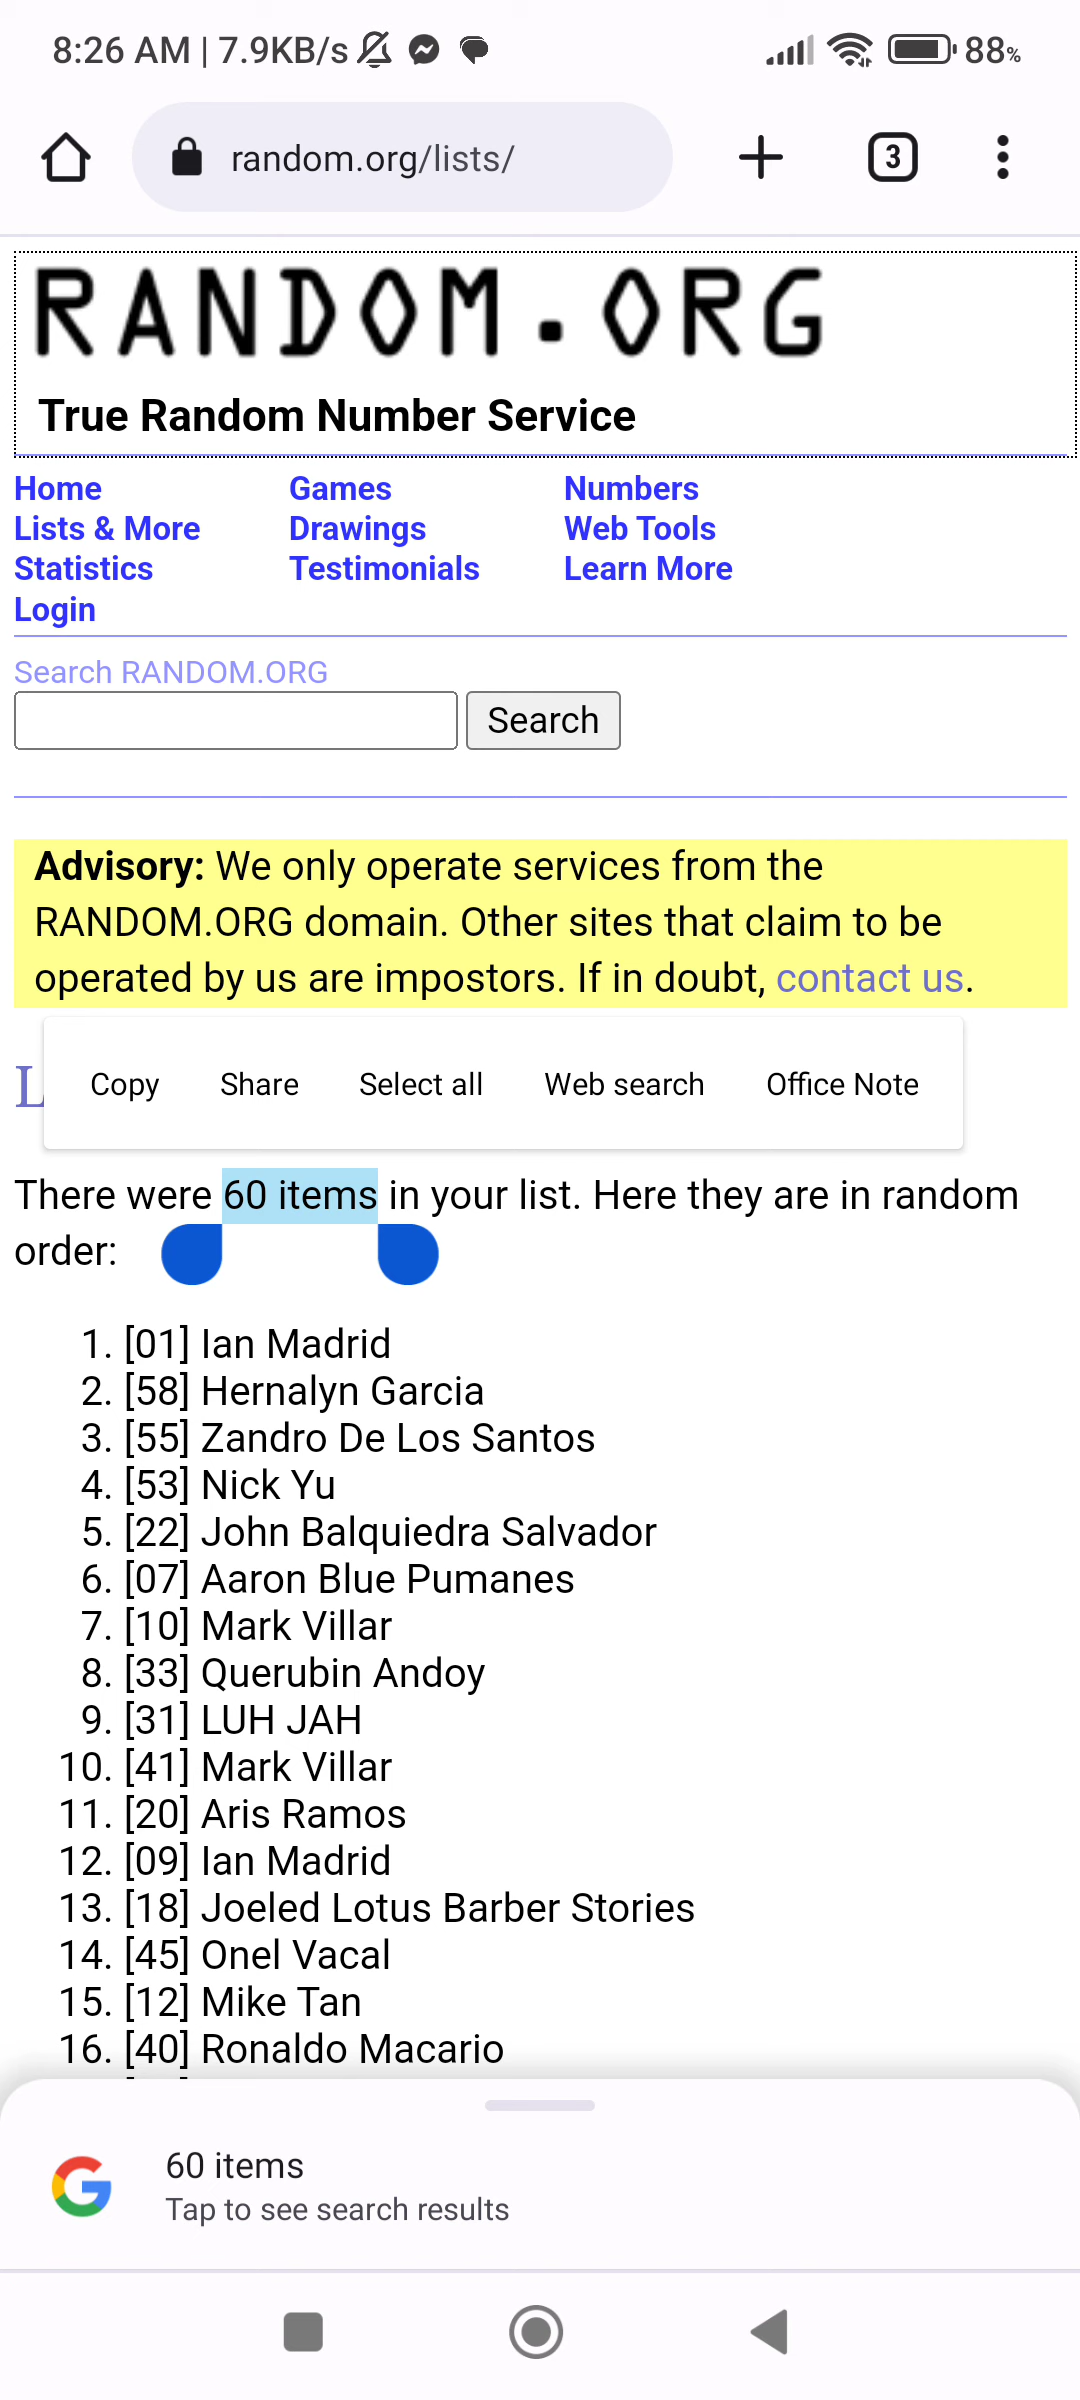 8:26 AM | 7.9KB/s 88%
random.org/lists/ 3
RANDOM.ORG
True Random Number Service
Home Games Numbers
Lists & More Drawings Web Tools
Statistics Testimonials Learn More
Login
Search RANDOM.ORG
Search
Advisory: We only operate services from the
RANDOM.ORG domain. Other sites that claim to be
operated by us are impostors. If in doubt, contact us.
L
Copy Share Select all Web search Office Note
There were 60 items in your list. Here they are in random
order:
1. [01] Ian Madrid
2. [58] Hernalyn Garcia
3. [55] Zandro De Los Santos
4. [53] Nick Yu
5. [22] John Balquiedra Salvador
6. [07] Aaron Blue Pumanes
7. [10] Mark Villar
8. [33] Querubin Andoy
9. [31] LUH JAH
10. [41] Mark Villar
11. [20] Aris Ramos
12. [09] Ian Madrid
13. [18] Joeled Lotus Barber Stories
14. [45] Onel Vacal
15. [12] Mike Tan
16. [40] Ronaldo Macario
60 items
Tap to see search results